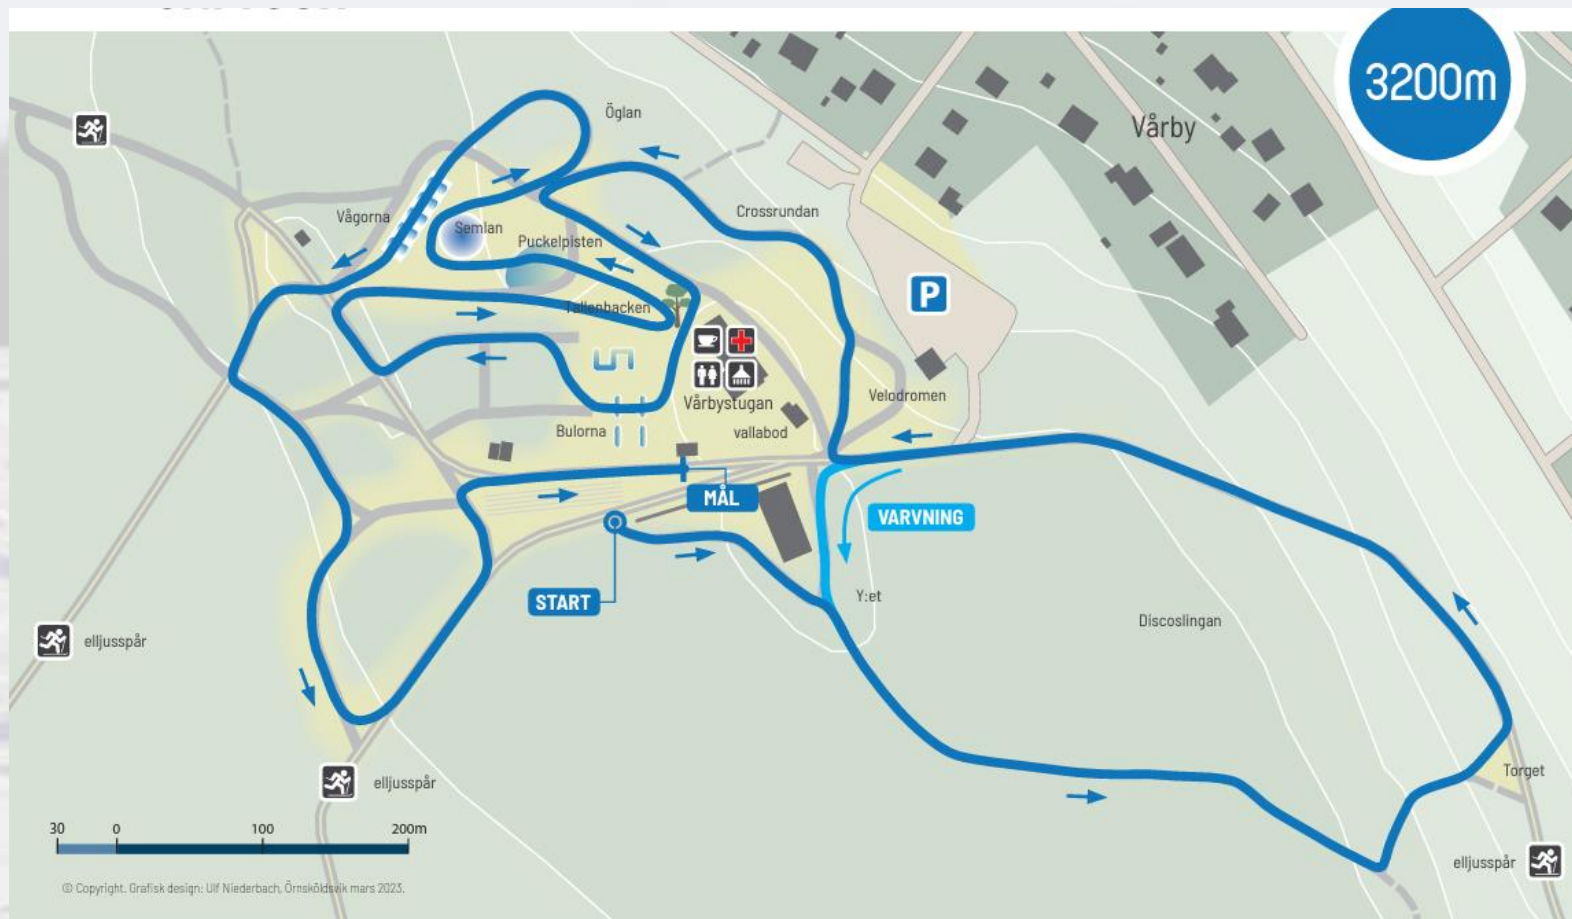 3200m
Vårby
Öglan
Crossrundan
Vågorna
Semlan
Puckelpisten
P
Tallenbacken
Velodromen
Vårbystugan
Bulorna
vallabod
MÅL
VARVNING
START
Y:et
Discoslingan
elljusspår
Torget
elljusspår
elljusspår
30 0 100 200m
© Copyright. Grafisk design: Ulf Niederbach, Örnsköldsvik mars 2023.